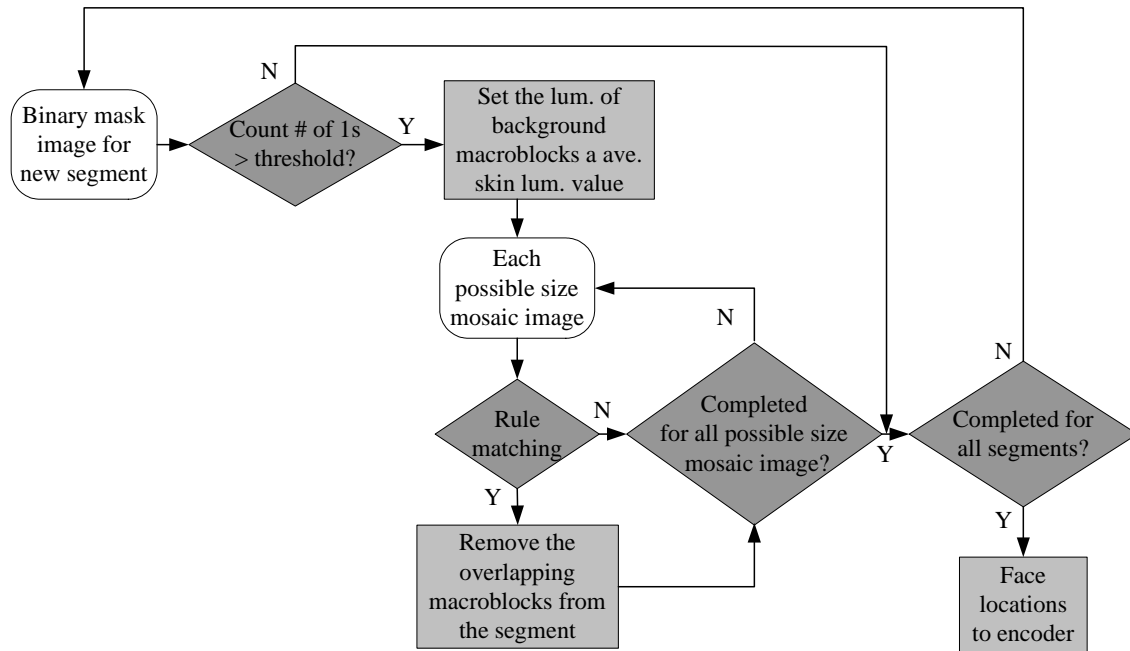 Binary mask
image for
new segment
Count # of 1s
> threshold?
N
Y
Set the lum. of
background
macroblocks a ave.
skin lum. value
Each
possible size
mosaic image
Rule
matching
N
Y
Remove the
overlapping
macroblocks from
the segment
Completed
for all possible size
mosaic image?
N
Y
Completed for
all segments?
N
Y
Face
locations
to encoder